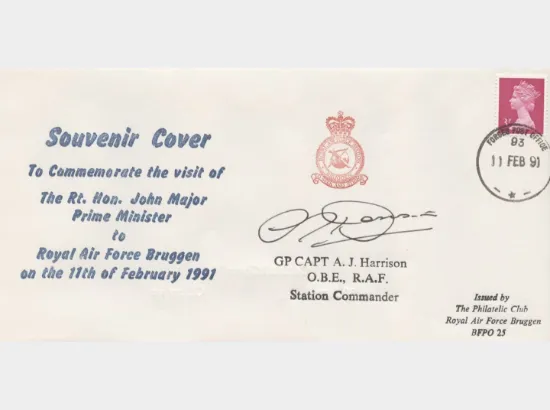 Souvenir Cover
To Commemorate the visit of
The Rt. Hon. John Major
Prime Minister
to
Royal Air Force Bruggen
on the 11th of February 1991
GP CAPT A. J. Harrison
O.B.E., R.A.F.
Station Commander
FORCES POST OFFICE
93
11 FEB 91
Issued by
The Philatelic Club
Royal Air Force Bruggen
BFPO 25